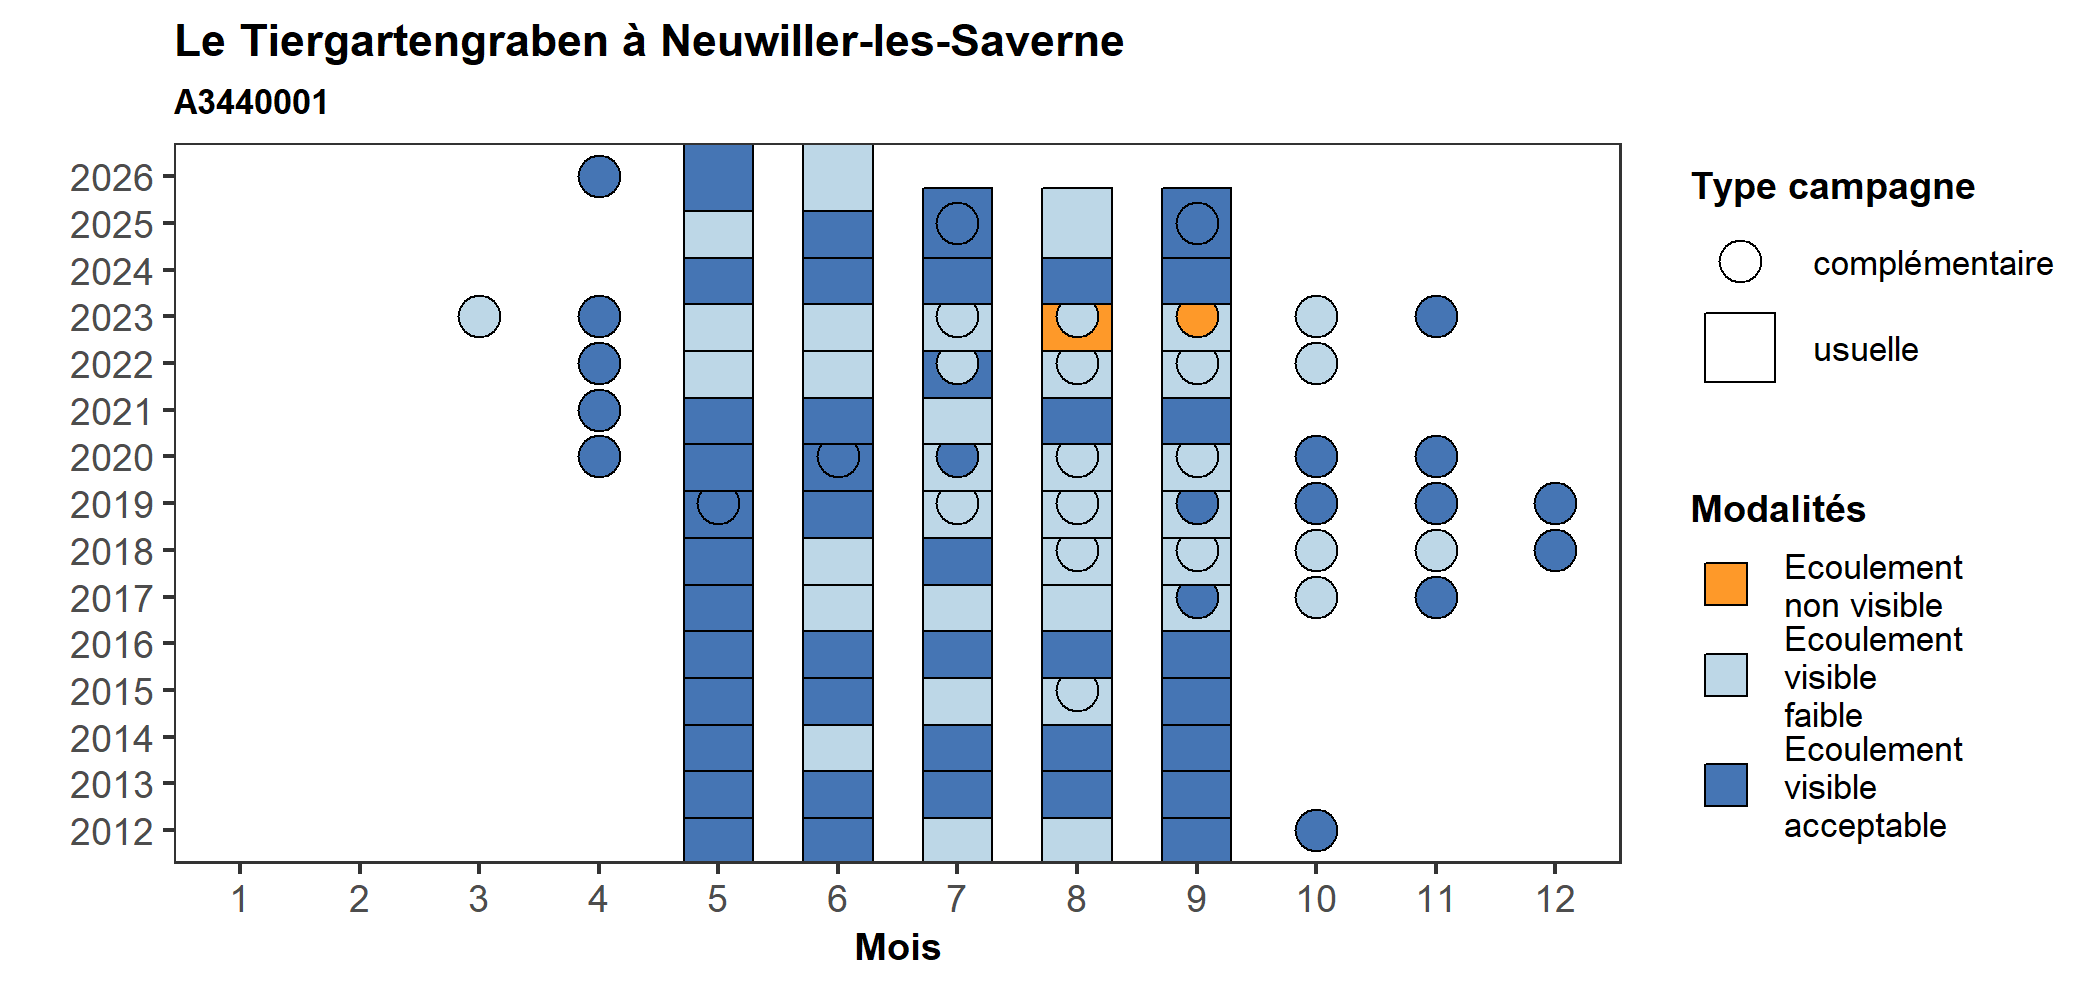 Le Tiergartengraben à Neuwiller-les-Saverne
A3440001
2026
2025
2024
2023
2022
2021
2020
2019
2018
2017
2016
2015
2014
2013
2012
1 2 3 4 5 6 7 8 9 10 11 12
Mois
Type campagne
complémentaire
usuelle
Modalités
Ecoulement
non visible
Ecoulement
visible
faible
Ecoulement
visible
acceptable